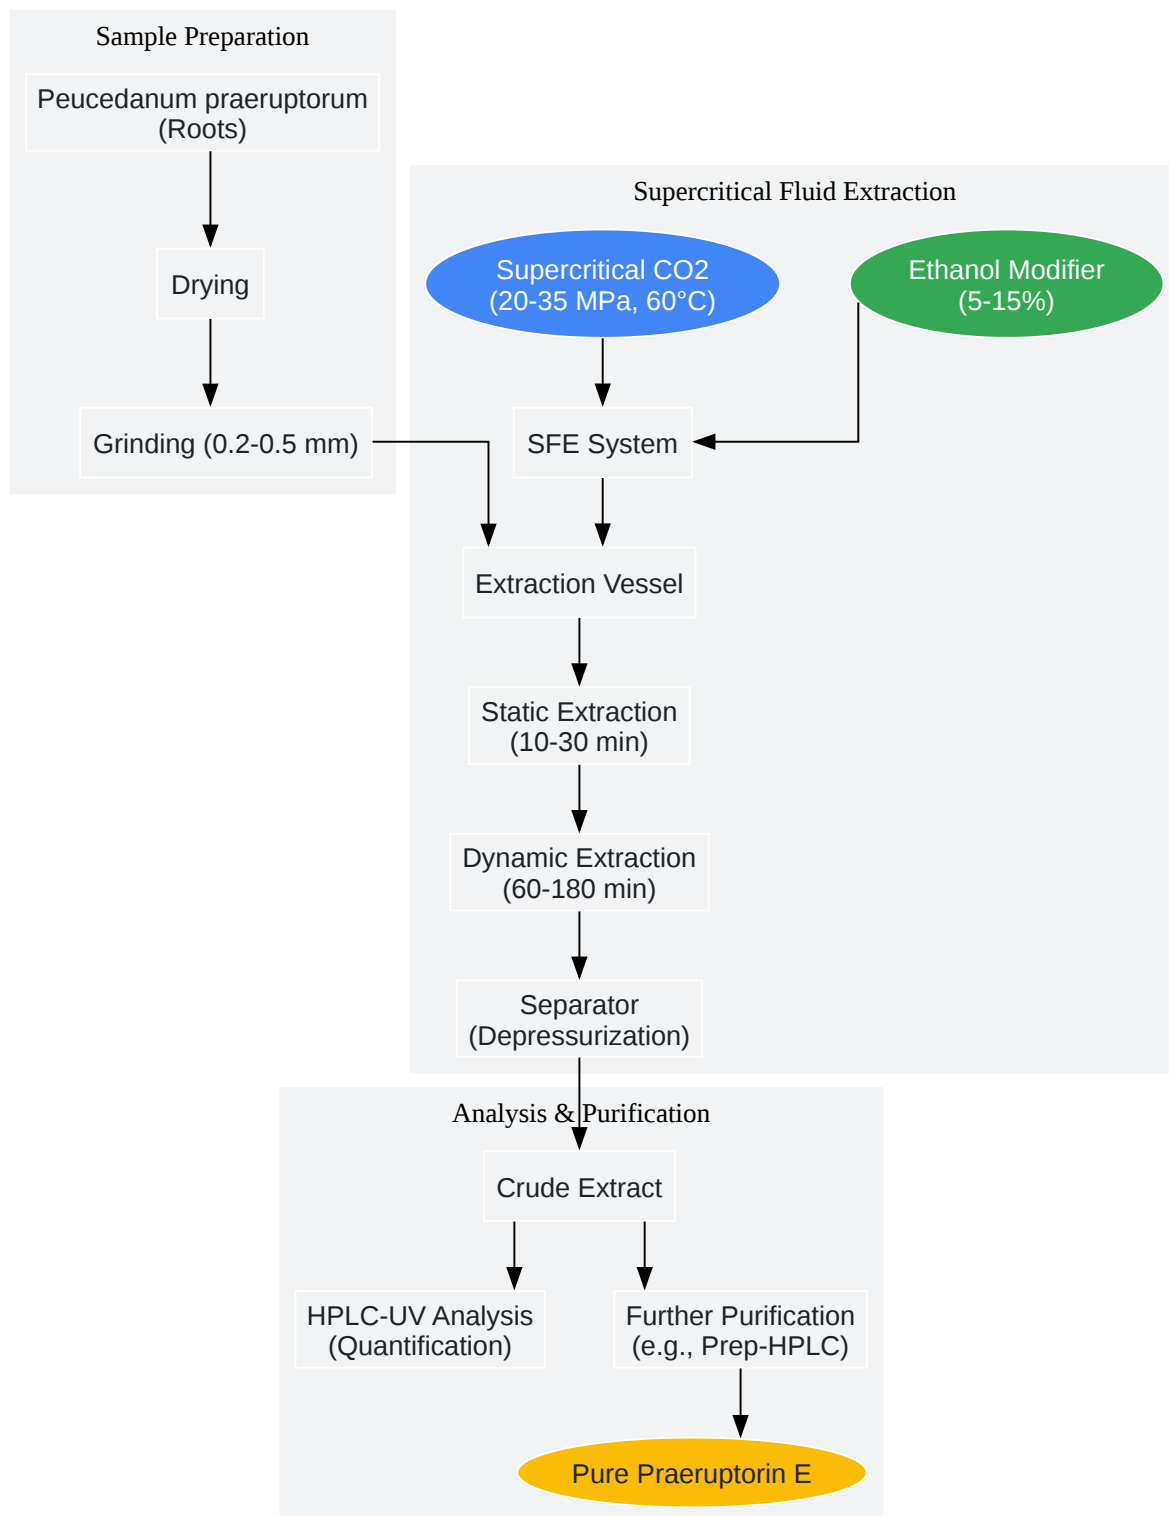 Sample Preparation
Peucedanum praeruptorum
(Roots)
Drying
Grinding (0.2-0.5 mm)
Supercritical Fluid Extraction
Supercritical CO2
(20-35 MPa, 60°C)
Ethanol Modifier
(5-15%)
SFE System
Extraction Vessel
Static Extraction
(10-30 min)
Dynamic Extraction
(60-180 min)
Separator
(Depressurization)
Analysis & Purification
Crude Extract
HPLC-UV Analysis
(Quantification)
Further Purification
(e.g., Prep-HPLC)
Pure Praeruptorin E